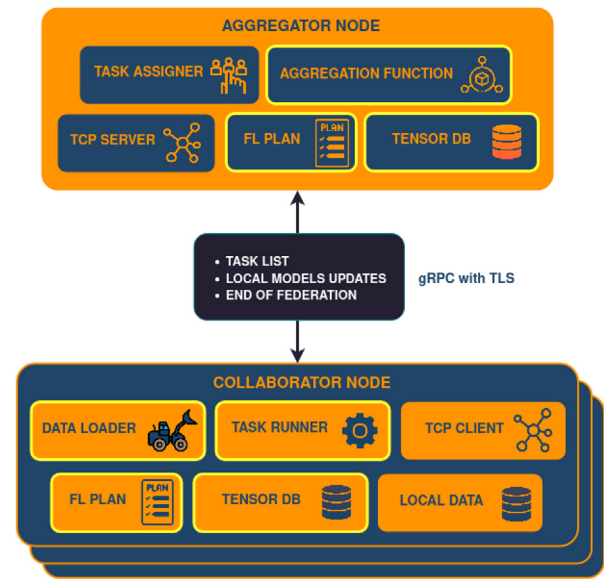 AGGREGATOR NODE
TASK ASSIGNER
AGGREGATION FUNCTION
TCP SERVER
FL PLAN
PLAN
TENSOR DB
• TASK LIST
• LOCAL MODELS UPDATES
• END OF FEDERATION
gRPC with TLS
COLLABORATOR NODE
DATA LOADER
TASK RUNNER
TCP CLIENT
FL PLAN
PLAN
TENSOR DB
LOCAL DATA